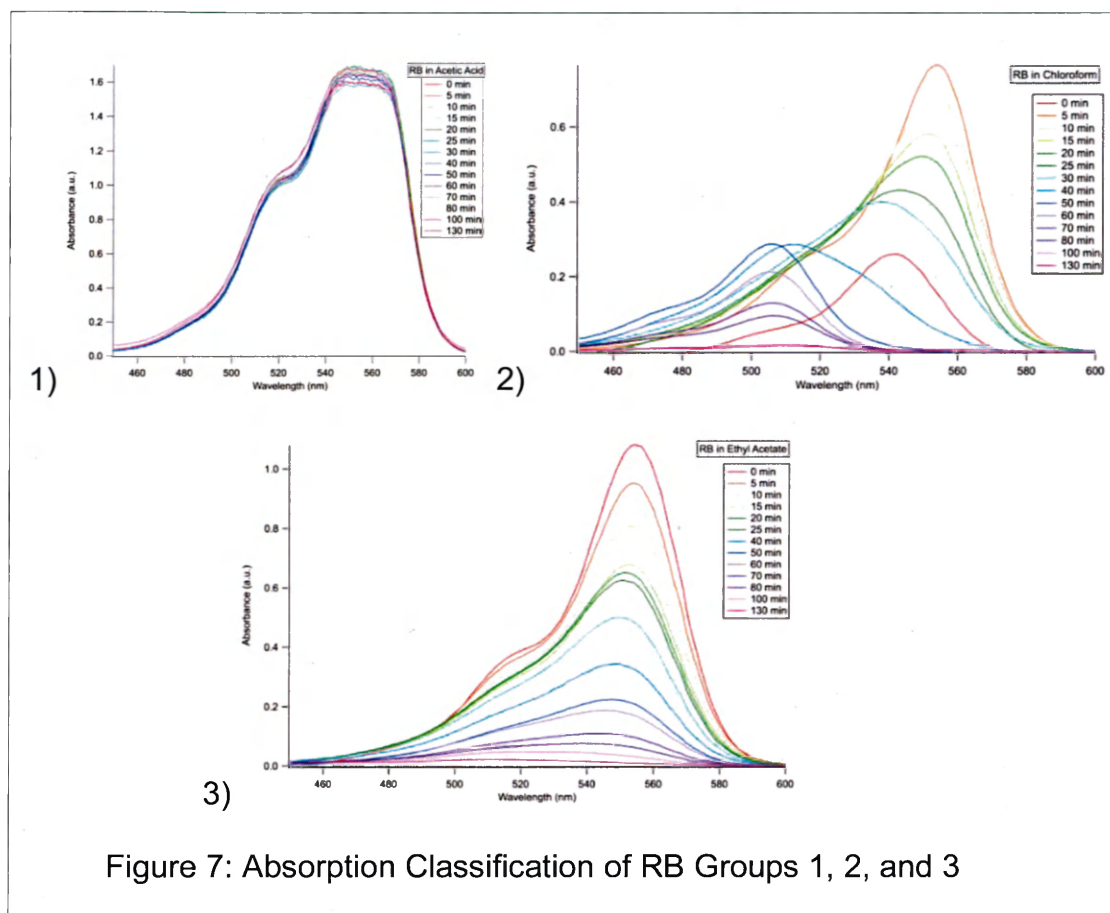 RB in Acetic Acid
0 min
5 min
10 min
15 min
20 min
25 min
30 min
40 min
50 min
60 min
70 min
80 min
100 min
130 min
1.6
1.4
1.2
1.0
0.8
0.6
0.4
0.2
0.0
Absorbance (a.u.)
460 480 500 520 540 560 580 600
Wavelength (nm)
1)
RB in Chloroform
0 min
5 min
10 min
15 min
20 min
25 min
30 min
40 min
50 min
60 min
70 min
80 min
100 min
130 min
0.6
0.4
0.2
0.0
Absorbance (a.u.)
460 480 500 520 540 560 580 600
Wavelength (nm)
2)
RB in Ethyl Acetate
0 min
5 min
10 min
15 min
20 min
25 min
40 min
50 min
60 min
70 min
80 min
100 min
130 min
1.0
0.8
0.6
0.4
0.2
0.0
Absorbance (a.u.)
460 480 500 520 540 560 580 600
Wavelength (nm)
3)
Figure 7: Absorption Classification of RB Groups 1, 2, and 3